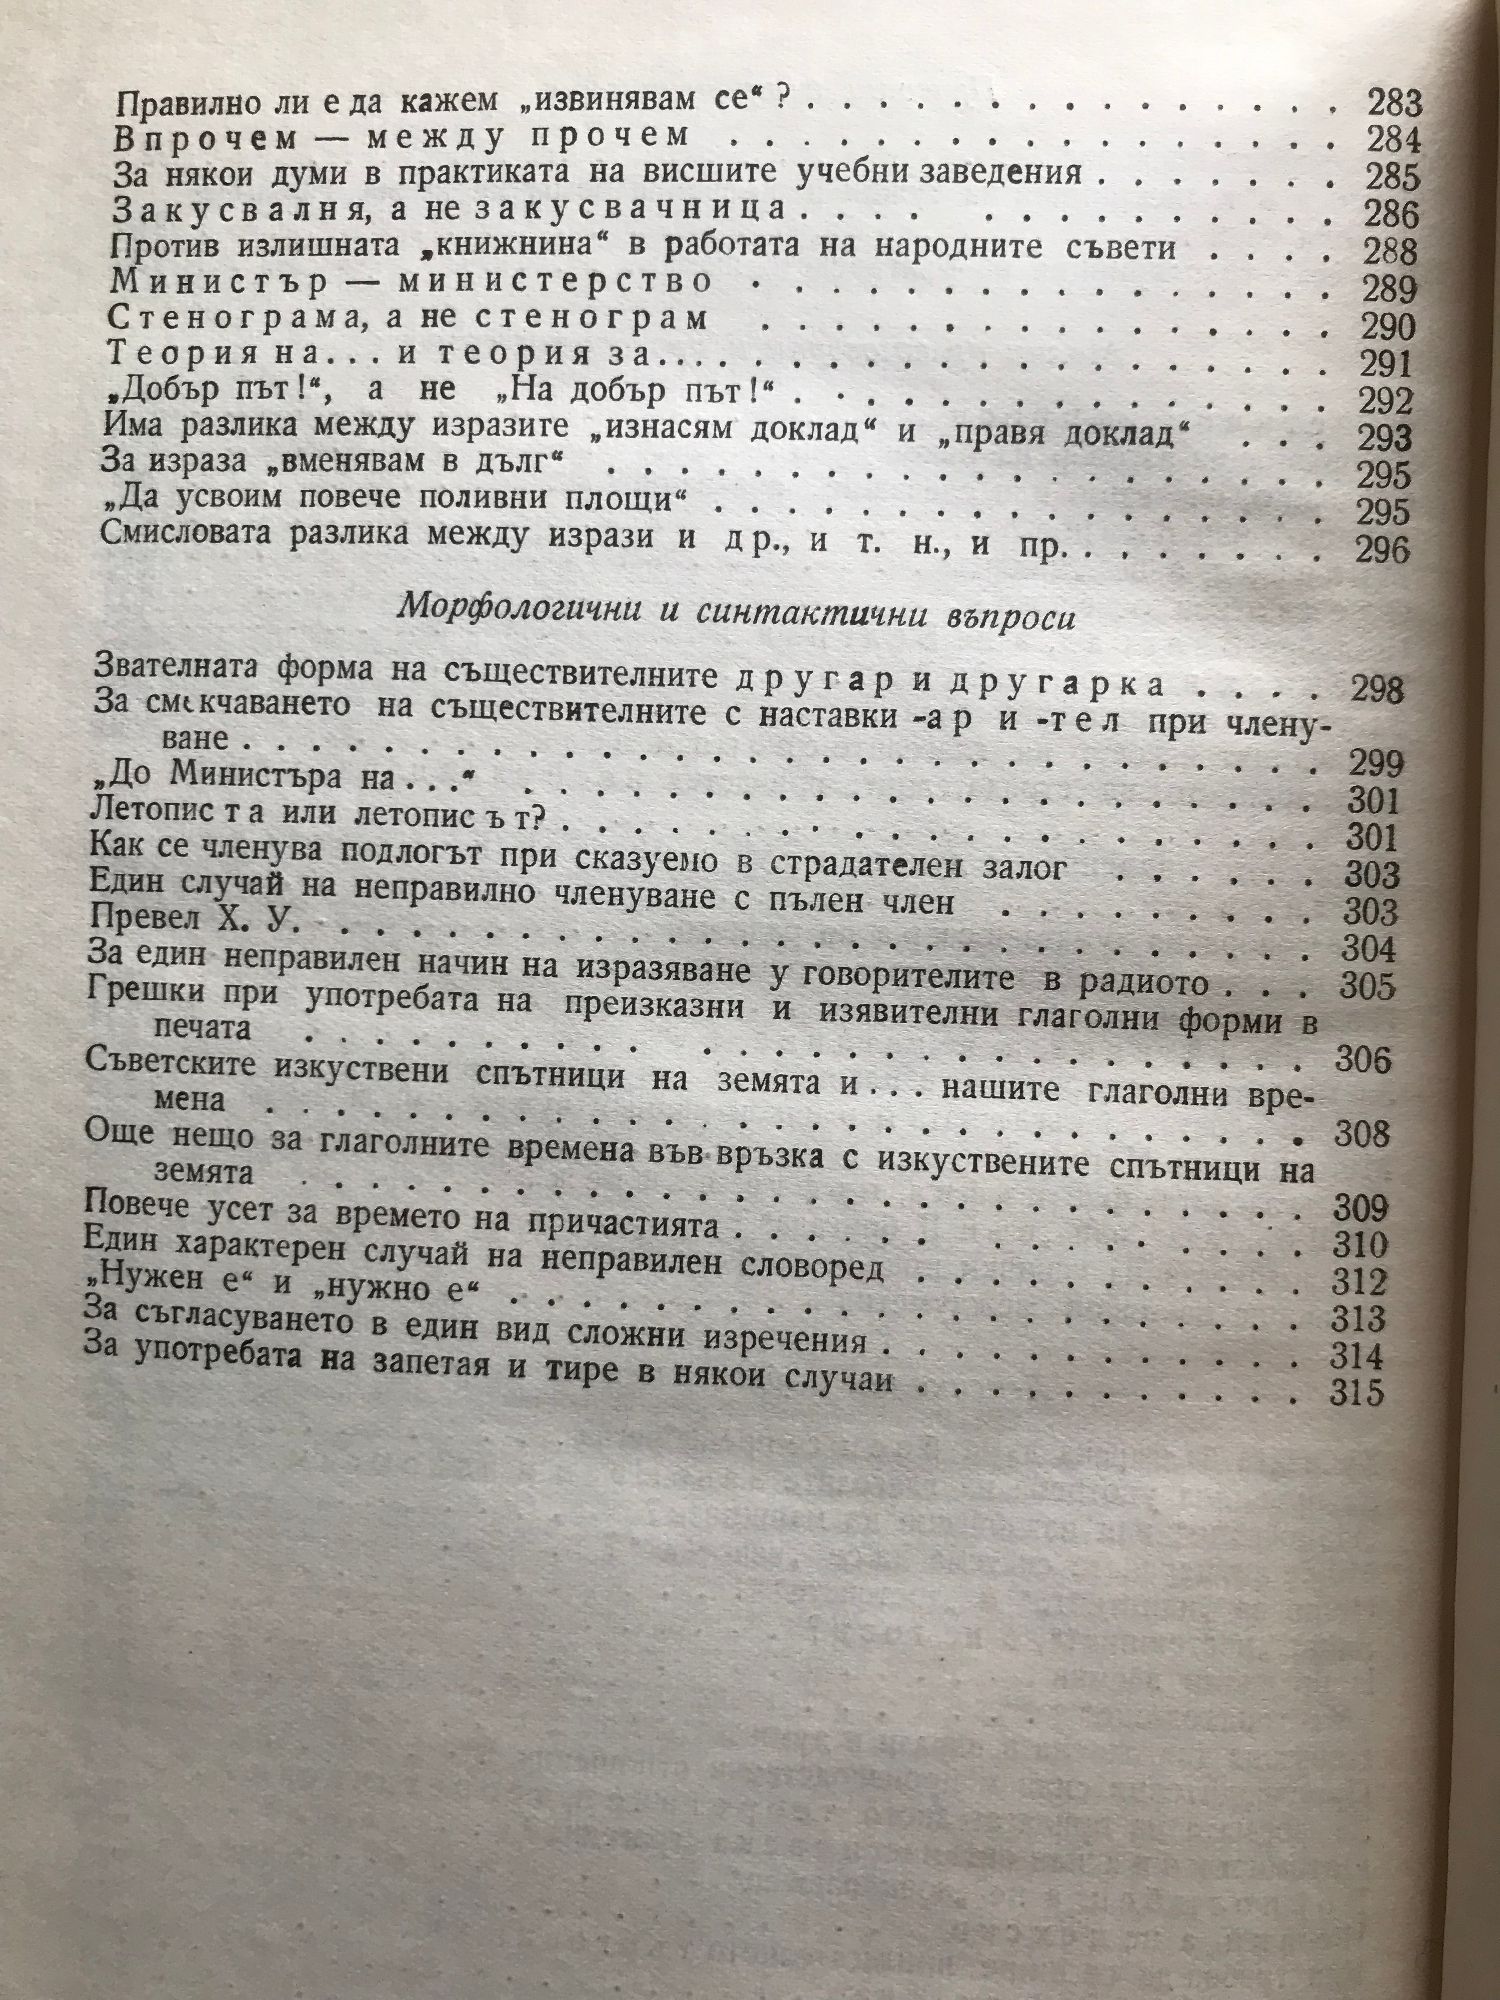 Правилно ли е да кажем „извинявам се“? . . . . . . . . . . . . . . . 283
Впрочем — между прочем . . . . . . . . . . . . . . . . . 284
За някои думи в практиката на висшите учебни заведения . . . . . . . 285
Закусвалня, а не закусвачница . . . . . . . . . . . . . . 286
Против излишната „книжнина“ в работата на народните съвети . . . . 288
Министър — министерство . . . . . . . . . . . . . . . . 289
Стенограма, а не стенограм . . . . . . . . . . . . . . . . 290
Теория на... и теория за... . . . . . . . . . . . . . . . . . 291
„Добър път!“, а не „На добър път!“ . . . . . . . . . . . . . . . 292
Има разлика между изразите „изнасям доклад“ и „правя доклад“ . . . 293
За израза „вменявам в дълг“ . . . . . . . . . . . . . . . . . . . . 295
„Да усвоим повече поливни площи“ . . . . . . . . . . . . . . . . . 295
Смисловата разлика между изрази и др., и т. н., и пр. . . . . . . . . 296
Морфологични и синтактични въпроси
Звателната форма на съществителните другар и другарка . . . . 298
За смекчаването на съществителните с наставки -ар и -тел при члену-
ване . . . . . . . . . . . . . . . . . . . . . . . . . . . . . 299
„До Министъра на . . .“ . . . . . . . . . . . . . . . . . . . . . . 301
Летописта или летописът? . . . . . . . . . . . . . . . . . . . . . 301
Как се членува подлогът при сказуемо в страдателен залог . . . . . . 303
Един случай на неправилно членуване с пълен член . . . . . . . . . 303
Превел Х. У. . . . . . . . . . . . . . . . . . . . . . . . . . . . 304
За един неправилен начин на изразяване у говорителите в радиото . . . 305
Грешки при употребата на преизказни и изявителни глаголни форми в
печата . . . . . . . . . . . . . . . . . . . . . . . . . . . 306
Съветските изкуствени спътници на земята и . . . нашите глаголни вре-
мена . . . . . . . . . . . . . . . . . . . . . . . . . . . . . 308
Още нещо за глаголните времена във връзка с изкуствените спътници на
земята . . . . . . . . . . . . . . . . . . . . . . . . . . . . 309
Повече усет за времето на причастията . . . . . . . . . . . . . . 310
Един характерен случай на неправилен словоред . . . . . . . . . . . 312
„Нужен е“ и „нужно е“ . . . . . . . . . . . . . . . . . . . . . . 313
За съгласуването в един вид сложни изречения . . . . . . . . . . . . 314
За употребата на запетая и тире в някои случаи . . . . . . . . . . . 315